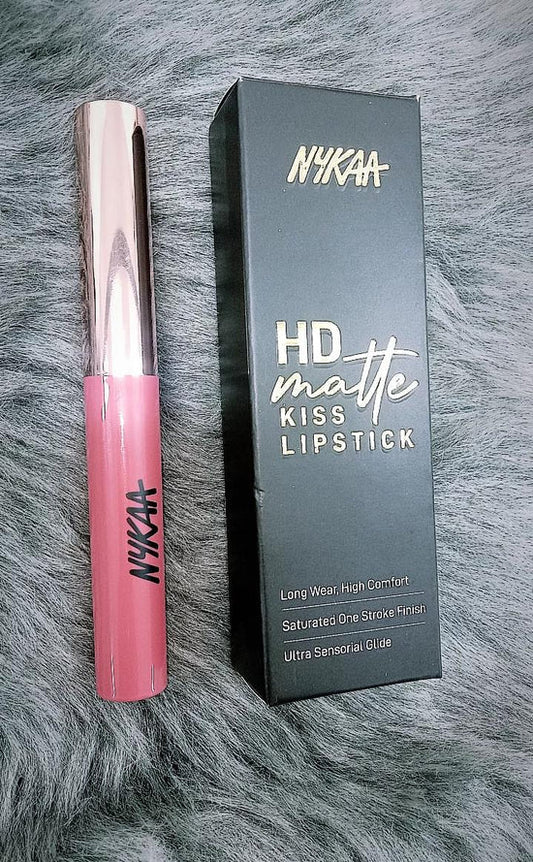 NYKAA
NYKAA
HD
matte
KISS
LIPSTICK
Long Wear, High Comfort
Saturated One Stroke Finish
Ultra Sensorial Glide